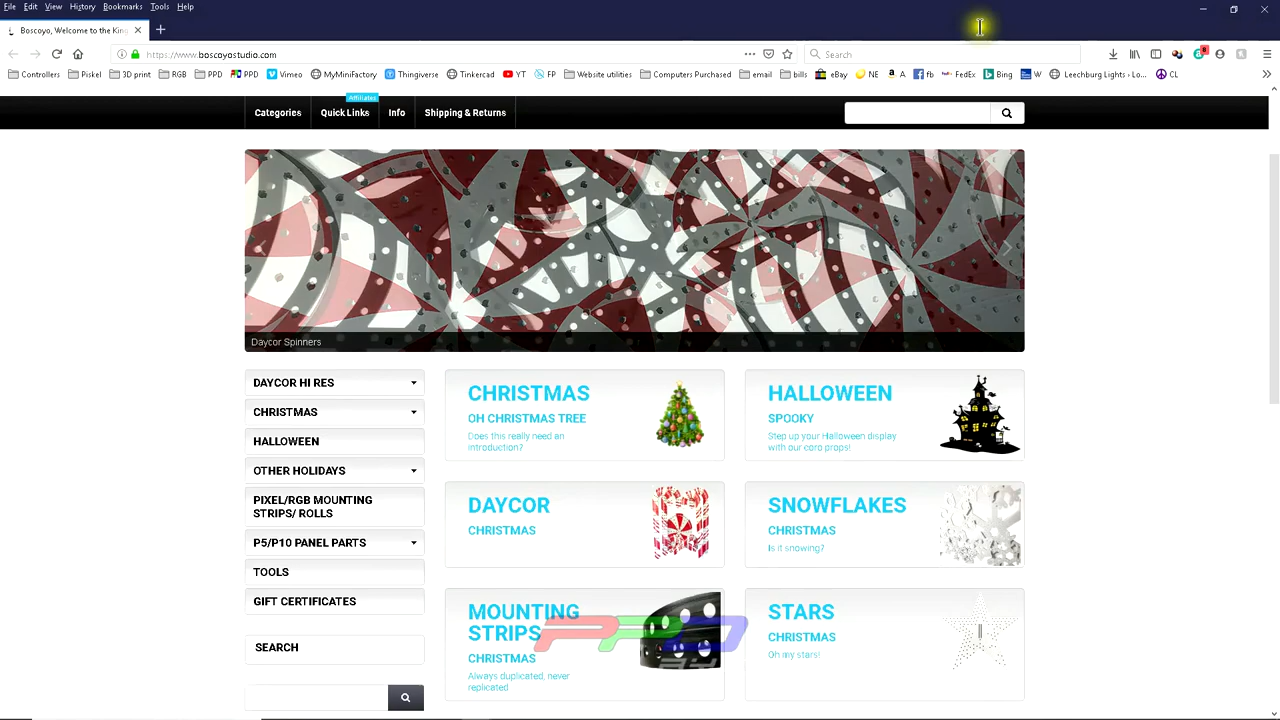 File Edit View History Bookmarks Tools Help
Boscoyo, Welcome to the King
https://www.boscoyostudio.com
Search
Controllers Piskel 3D print RGB PPD PPD Vimeo MyMiniFactory Thingiverse Tinkercad YT FP Website utilities Computers Purchased email bills eBay NE A fb FedEx Bing W Leechburg Lights - Lo... CL
Affiliates
Categories Quick Links Info Shipping & Returns
Daycor Spinners
DAYCOR HI RES
CHRISTMAS
HALLOWEEN
OTHER HOLIDAYS
PIXEL/RGB MOUNTING
STRIPS/ ROLLS
P5/P10 PANEL PARTS
TOOLS
GIFT CERTIFICATES
SEARCH
CHRISTMAS
OH CHRISTMAS TREE
Does this really need an
introduction?
HALLOWEEN
SPOOKY
Step up your Halloween display
with our coro props!
DAYCOR
CHRISTMAS
SNOWFLAKES
CHRISTMAS
Is it snowing?
MOUNTING
STRIPS
CHRISTMAS
Always duplicated, never
replicated
STARS
CHRISTMAS
Oh my stars!
PPD